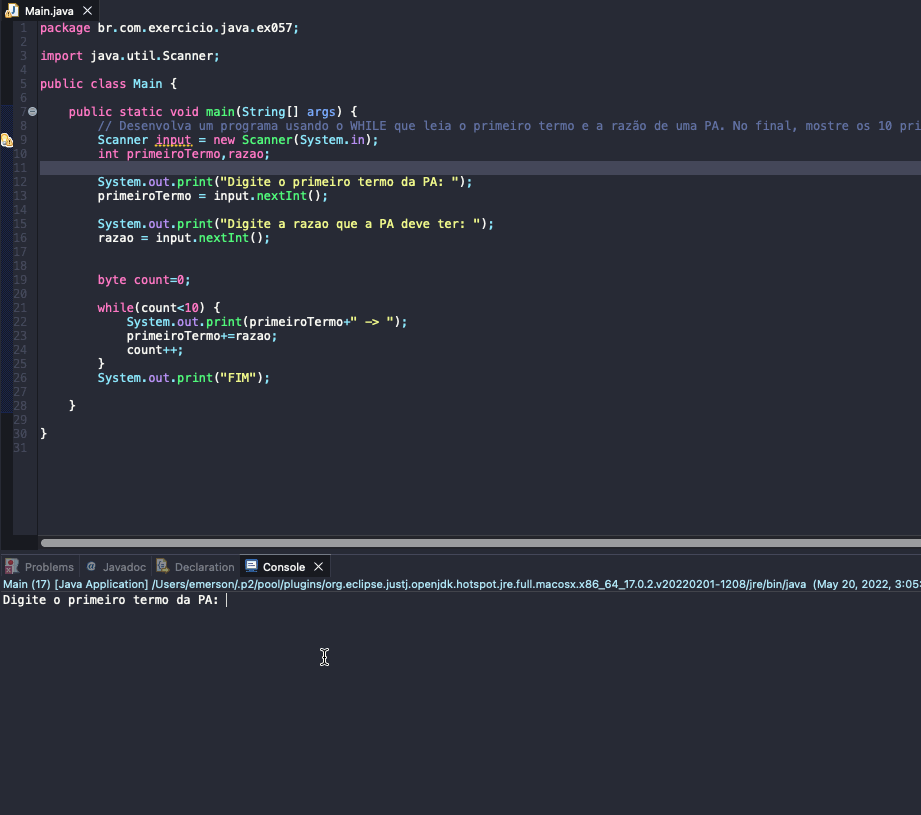 Main.java
1 package br.com.exercicio.java.ex057;
2
3 import java.util.Scanner;
4
5 public class Main {
6
7 public static void main(String[] args) {
8 // Desenvolva um programa usando o WHILE que leia o primeiro termo e a razão de uma PA. No final, mostre os 10 pri
9 Scanner input = new Scanner(System.in);
10 int primeiroTermo,razao;
11
12 System.out.print("Digite o primeiro termo da PA: ");
13 primeiroTermo = input.nextInt();
14
15 System.out.print("Digite a razao que a PA deve ter: ");
16 razao = input.nextInt();
17
18
19 byte count=0;
20
21 while(count<10) {
22 System.out.print(primeiroTermo+" -> ");
23 primeiroTermo+=razao;
24 count++;
25 }
26 System.out.print("FIM");
27
28 }
29
30 }
31
Problems @ Javadoc Declaration Console
Main (17) [Java Application] /Users/emerson/.p2/pool/plugins/org.eclipse.justj.openjdk.hotspot.jre.full.macosx.x86_64_17.0.2.v20220201-1208/jre/bin/java (May 20, 2022, 3:05:
Digite o primeiro termo da PA: